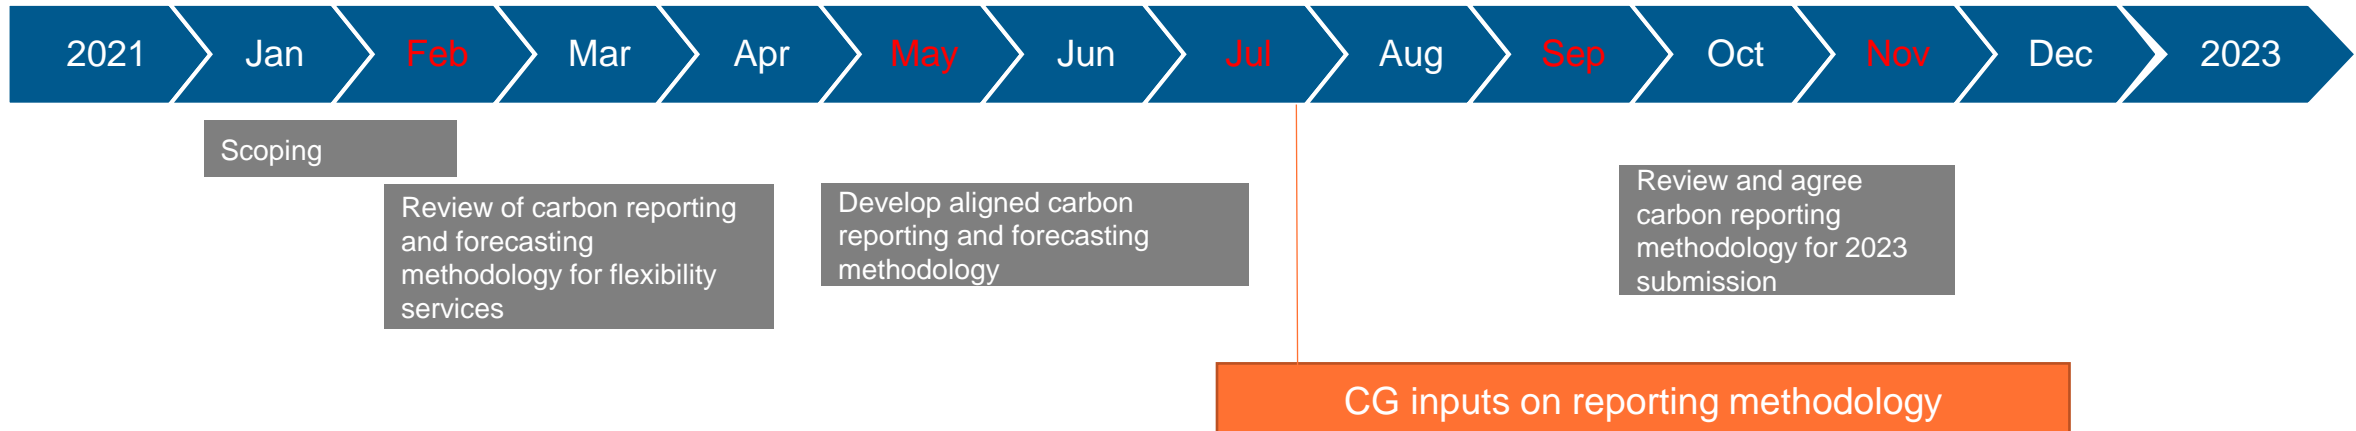 2021 Jan Feb Mar Apr May Jun Jul Aug Sep Oct Nov Dec 2023
Scoping
Review of carbon reporting
and forecasting
methodology for flexibility
services
Develop aligned carbon
reporting and forecasting
methodology
Review and agree
carbon reporting
methodology for 2023
submission
CG inputs on reporting methodology